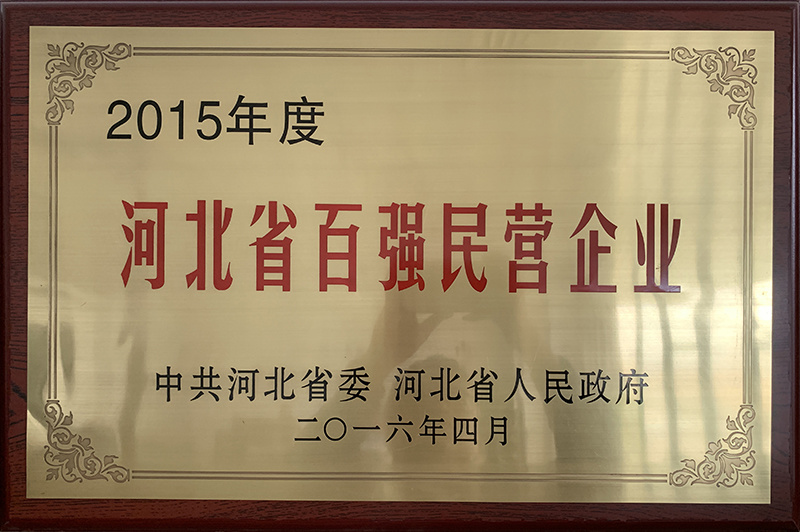 2015年度
河北省百强民营企业
中共河北省委 河北省人民政府
二〇一六年四月